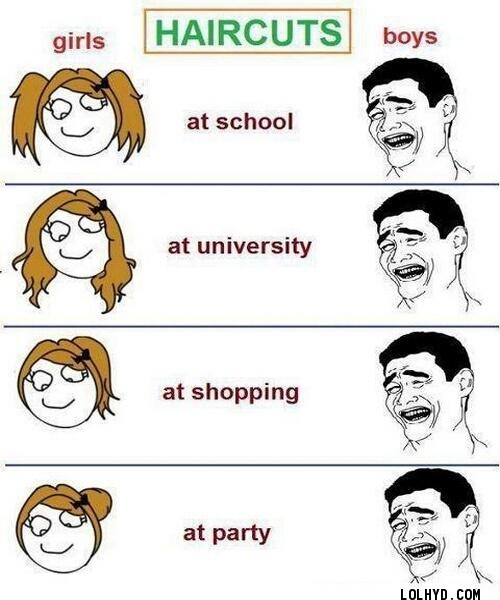 girls
HAIRCUTS
boys
at school
at university
at shopping
at party
LOLHYD.COM